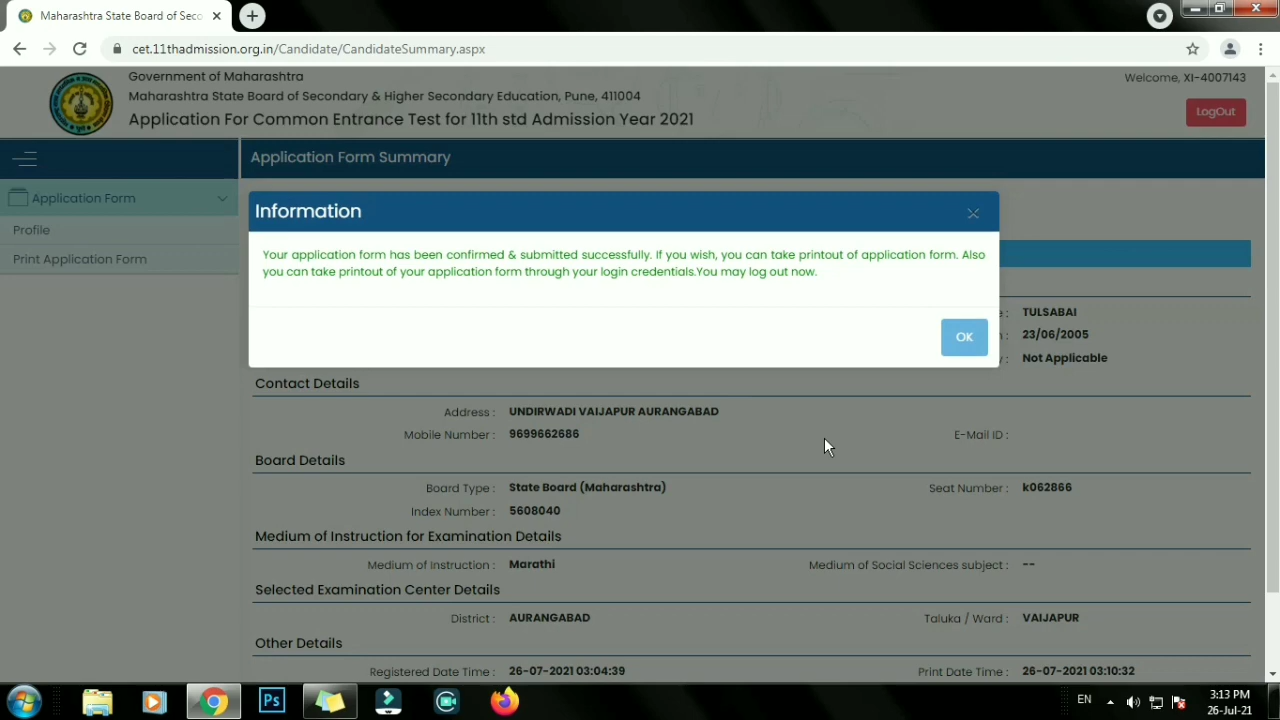 Maharashtra State Board of Seco
cet.11thadmission.org.in/Candidate/CandidateSummary.aspx
Government of Maharashtra
Maharashtra State Board of Secondary & Higher Secondary Education, Pune, 411004
Application For Common Entrance Test for 11th std Admission Year 2021
Welcome, XI-4007143
LogOut
Application Form Summary
Application Form
Profile
Print Application Form
Information
Your application form has been confirmed & submitted successfully. If you wish, you can take printout of application form. Also
you can take printout of your application form through your login credentials.You may log out now.
OK
TULSABAI
23/06/2005
Not Applicable
Contact Details
Address : UNDIRWADI VAIJAPUR AURANGABAD
Mobile Number : 9699662686 E-Mail ID :
Board Details
Board Type : State Board (Maharashtra) Seat Number : k062866
Index Number : 5608040
Medium of Instruction for Examination Details
Medium of Instruction : Marathi Medium of Social Sciences subject : --
Selected Examination Center Details
District : AURANGABAD Taluka / Ward : VAIJAPUR
Other Details
Registered Date Time : 26-07-2021 03:04:39 Print Date Time : 26-07-2021 03:10:32
Ps
EN
3:13 PM
26-Jul-21